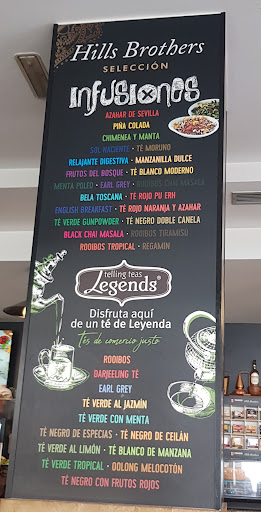 Hills Brothers
SELECCIÓN
INFUSIONES
AZAHAR DE SEVILLA
PIÑA COLADA
CHIMENEA Y MANTA
SOL NACIENTE · TÉ MORUNO
RELAJANTE DIGESTIVA · MANZANILLA DULCE
FRUTOS DEL BOSQUE · TÉ BLANCO MODERNO
MENTA POLEO · EARL GREY · ROOIBOS CHAI MASALA
BELA TOSCANA · TÉ ROJO PU ERH
ENGLISH BREAKFAST · TÉ ROJO NARANJA Y AZAHAR
TÉ VERDE GUNPOWDER · TÉ NEGRO DOBLE CANELA
BLACK CHAI MASALA · ROOIBOS TIRAMISU
ROOIBOS TROPICAL · REGAMIN
telling teas
Legends®
Disfruta aquí
de un té de Leyenda
Tés de comercio justo
ROOIBOS
DARJEELING TÉ
EARL GREY
TÉ VERDE AL JAZMÍN
TÉ VERDE CON MENTA
TÉ NEGRO DE ESPECIAS · TÉ NEGRO DE CEILÁN
TÉ VERDE AL LIMÓN · TÉ BLANCO DE MANZANA
TÉ VERDE TROPICAL · OOLONG MELOCOTÓN
TÉ NEGRO CON FRUTOS ROJOS